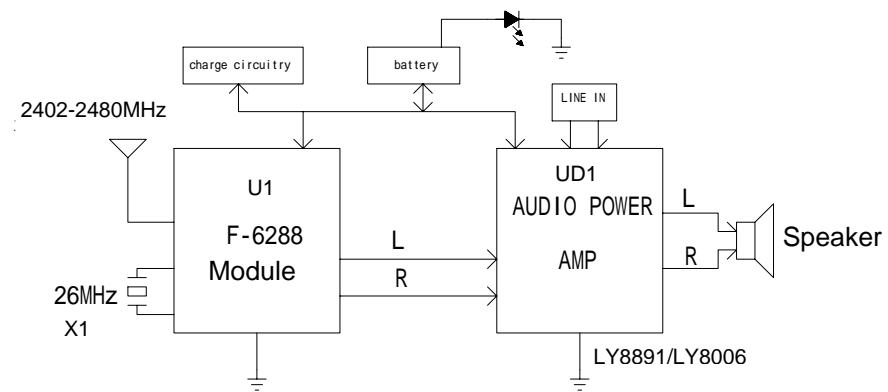 charge circuitry
battery
LINE IN
2402-2480MHz
U1
F-6288
Module
26MHz
X1
L
R
UD1
AUDIO POWER
AMP
L
R
Speaker
LY8891/LY8006